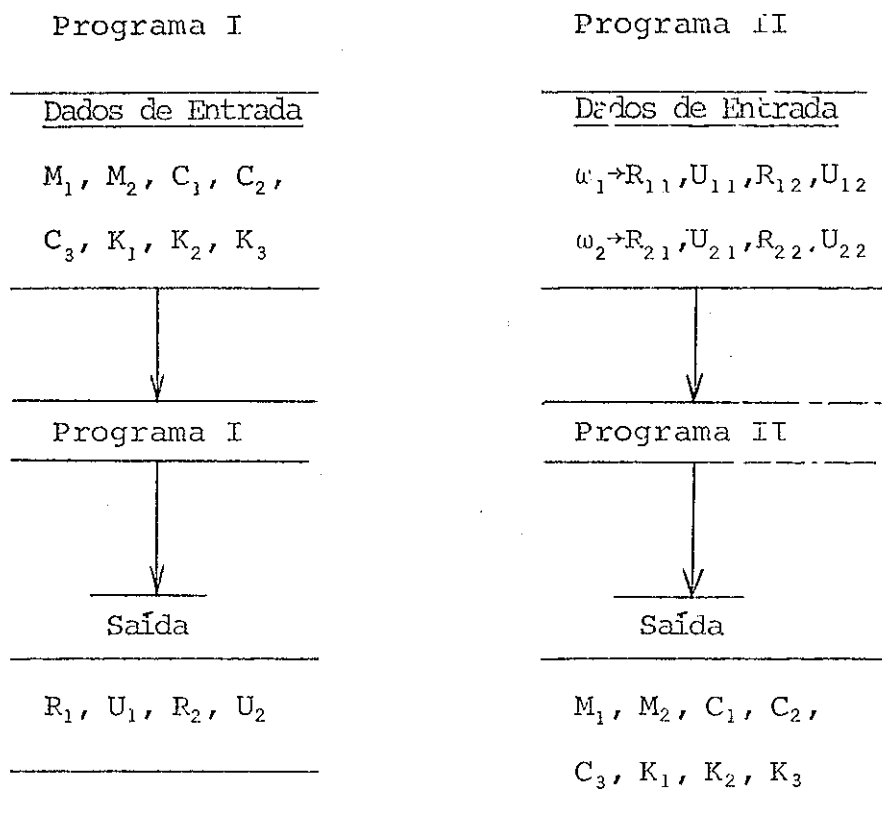 Programa I
Dados de Entrada
M₁, M₂, C₁, C₂,
C₃, K₁, K₂, K₃
Programa I
Saída
R₁, U₁, R₂, U₂
Programa II
Dados de Entrada
ω₁→R₁₁,U₁₁,R₁₂,U₁₂
ω₂→R₂₁,U₂₁,R₂₂,U₂₂
Programa II
Saída
M₁, M₂, C₁, C₂,
C₃, K₁, K₂, K₃